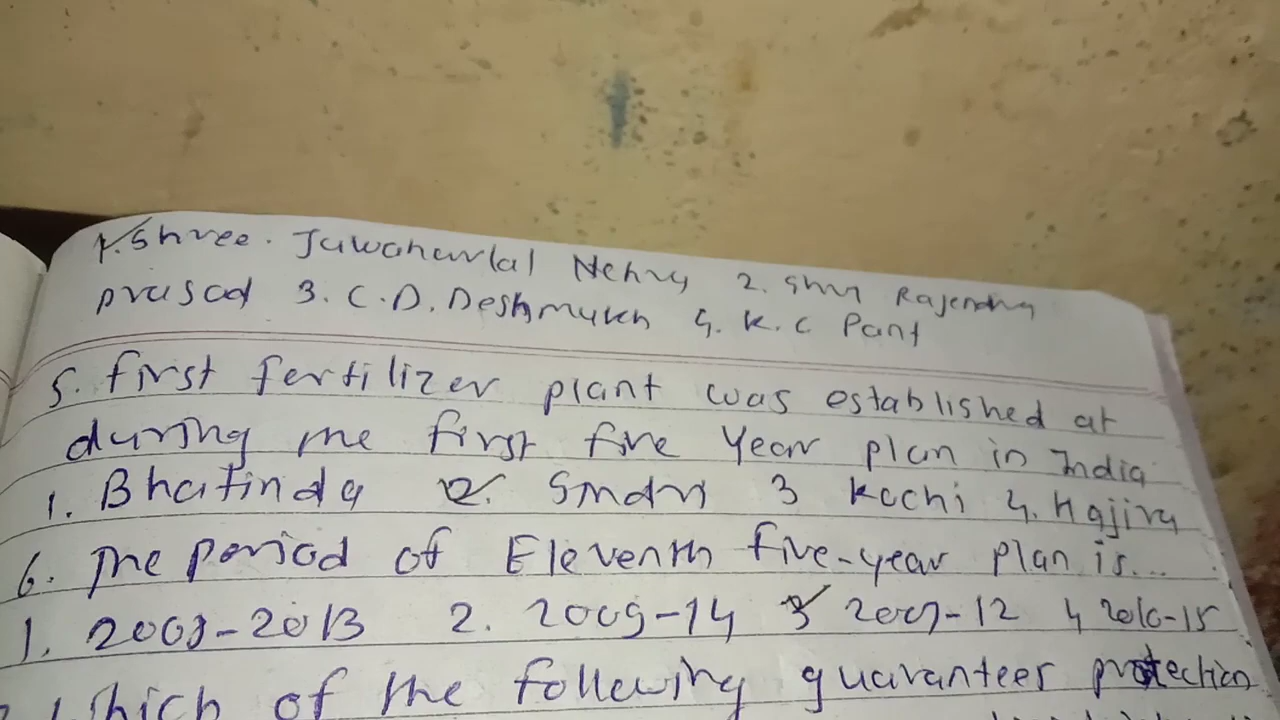 1. Shree. Jawaharlal Nehru 2. Shri Rajendra
prasad 3. C.D. Deshmukh 4. K.C Pant
5. first fertilizer plant was established at
during the first five Year plan in India
1. Bhatinda 2. Sindri 3 Kochi 4. Hajira
6. The period of Eleventh five-year plan is...
1. 2008-2013 2. 2009-14 3 2007-12 4 2010-15
Which of the following guarantees protection